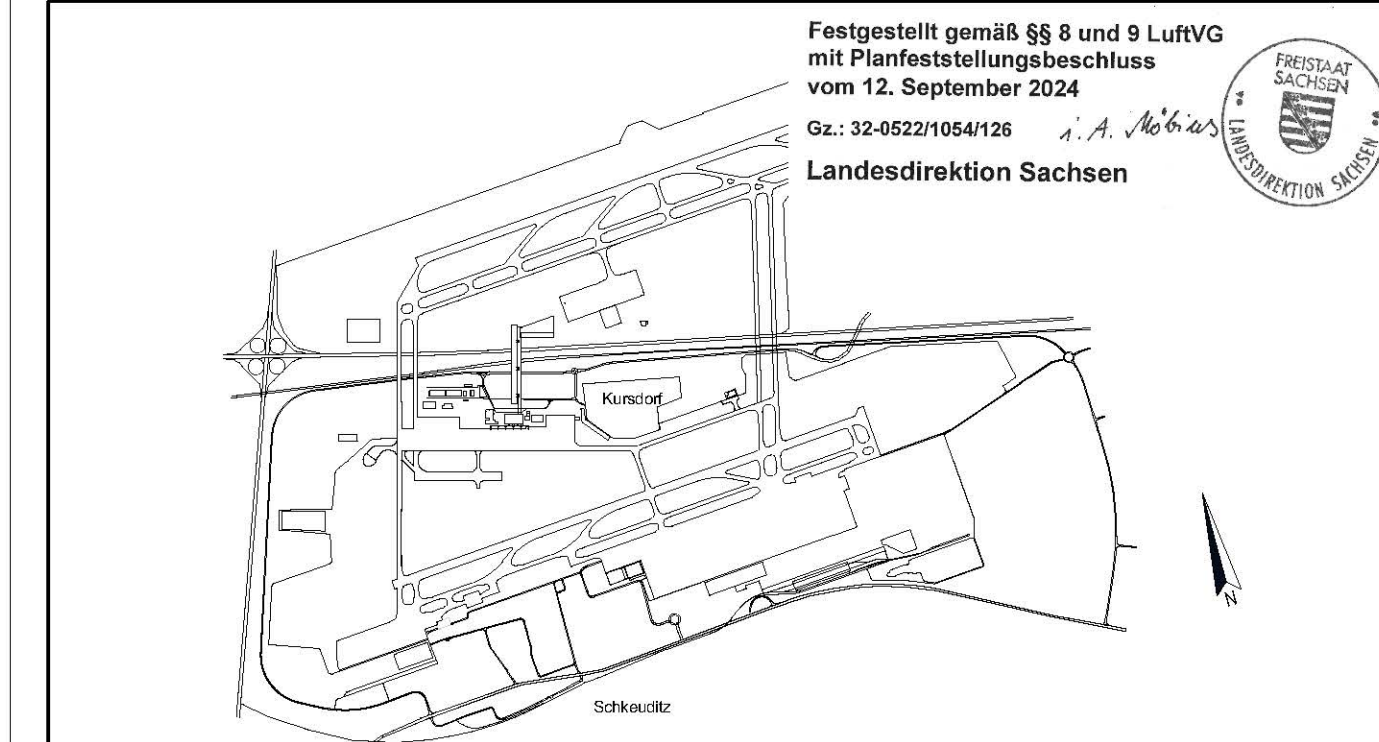 Festgestellt gemäß §§ 8 und 9 LuftVG
mit Planfeststellungsbeschluss
vom 12. September 2024
Gz.: 32-0522/1054/126 i. A. Möbius
Landesdirektion Sachsen
FREISTAAT
SACHSEN
LANDESDIREKTION SACHSEN
Kursdorf
N
Schkeuditz